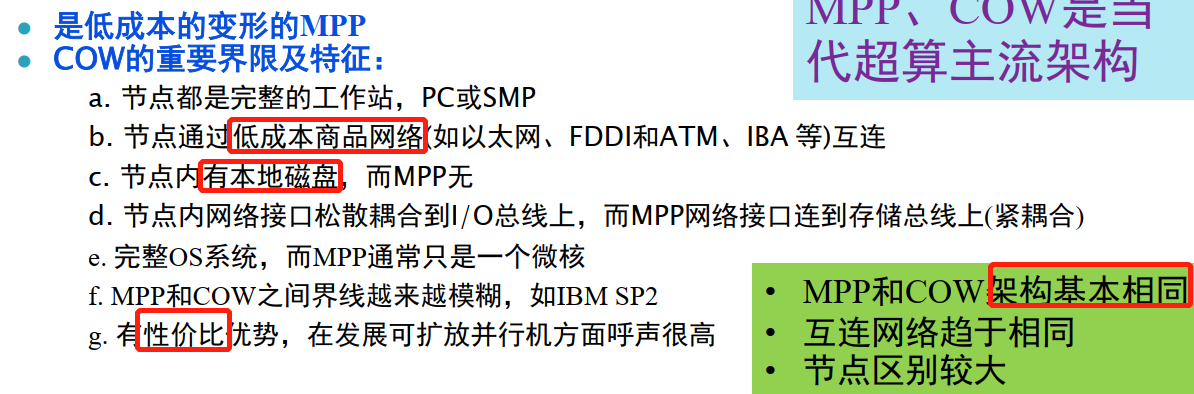 • 是低成本的变形的MPP
• COW的重要界限及特征：
a. 节点都是完整的工作站，PC或SMP
b. 节点通过低成本商品网络(如以太网、FDDI和ATM、IBA 等)互连
c. 节点内有本地磁盘，而MPP无
d. 节点内网络接口松散耦合到I/O总线上，而MPP网络接口连到存储总线上(紧耦合)
e. 完整OS系统，而MPP通常只是一个微核
f. MPP和COW之间界线越来越模糊，如IBM SP2
g. 有性价比优势，在发展可扩放并行机方面呼声很高
MPP、COW是当
代超算主流架构
• MPP和COW架构基本相同
• 互连网络趋于相同
• 节点区别较大